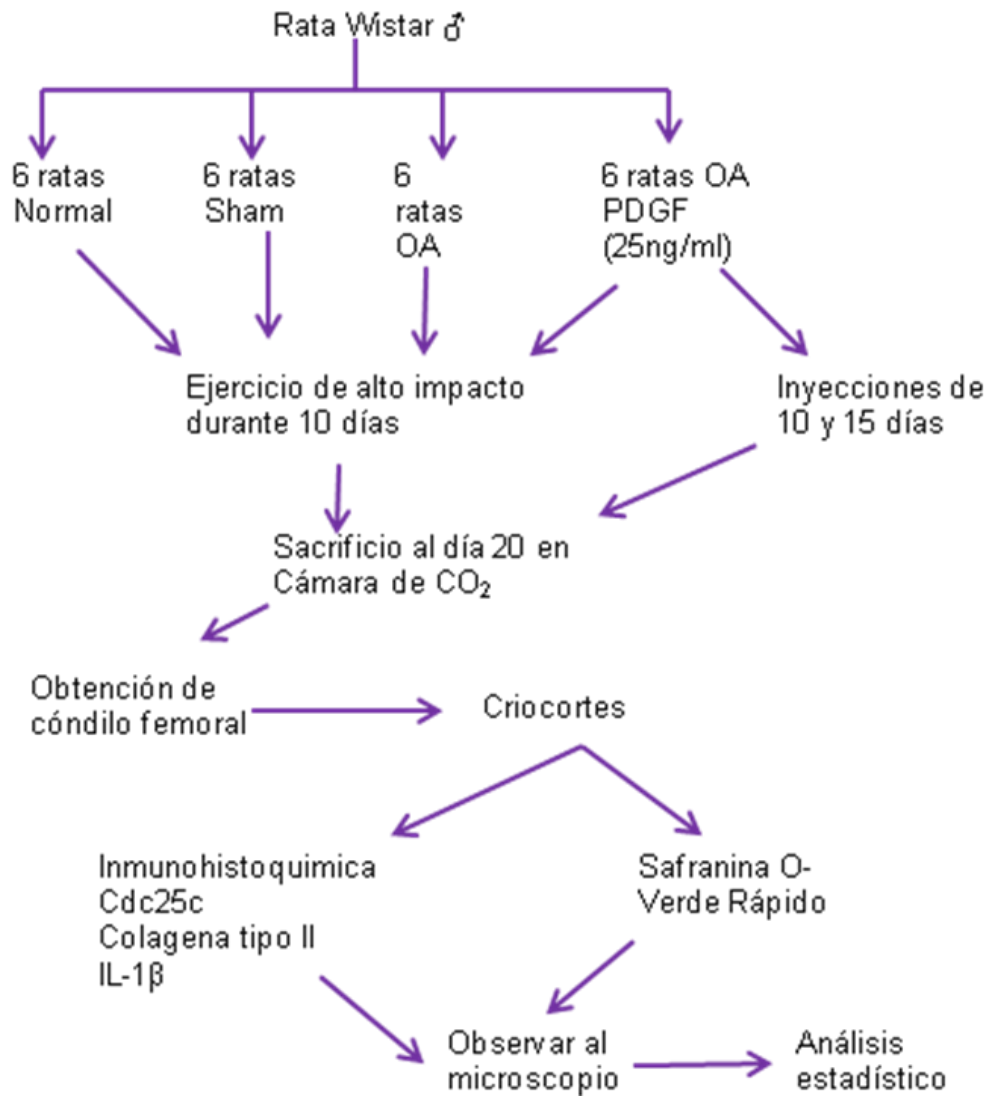 Rata Wistar ♂
6 ratas
Normal
6 ratas
Sham
6
ratas
OA
6 ratas OA
PDGF
(25ng/ml)
Ejercicio de alto impacto
durante 10 días
Inyecciones de
10 y 15 días
Sacrificio al día 20 en
Cámara de CO₂
Obtención de
cóndilo femoral
Criocortes
Inmunohistoquimica
Cdc25c
Colagena tipo II
IL-1β
Safranina O-
Verde Rápido
Observar al
microscopio
Análisis
estadístico